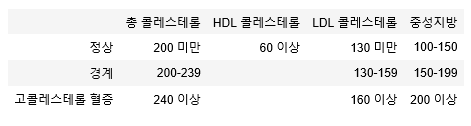 총 콜레스테롤 HDL 콜레스테롤 LDL 콜레스테롤 중성지방
정상 200 미만 60 이상 130 미만 100-150
경계 200-239 130-159 150-199
고콜레스테롤 혈증 240 이상 160 이상 200 이상